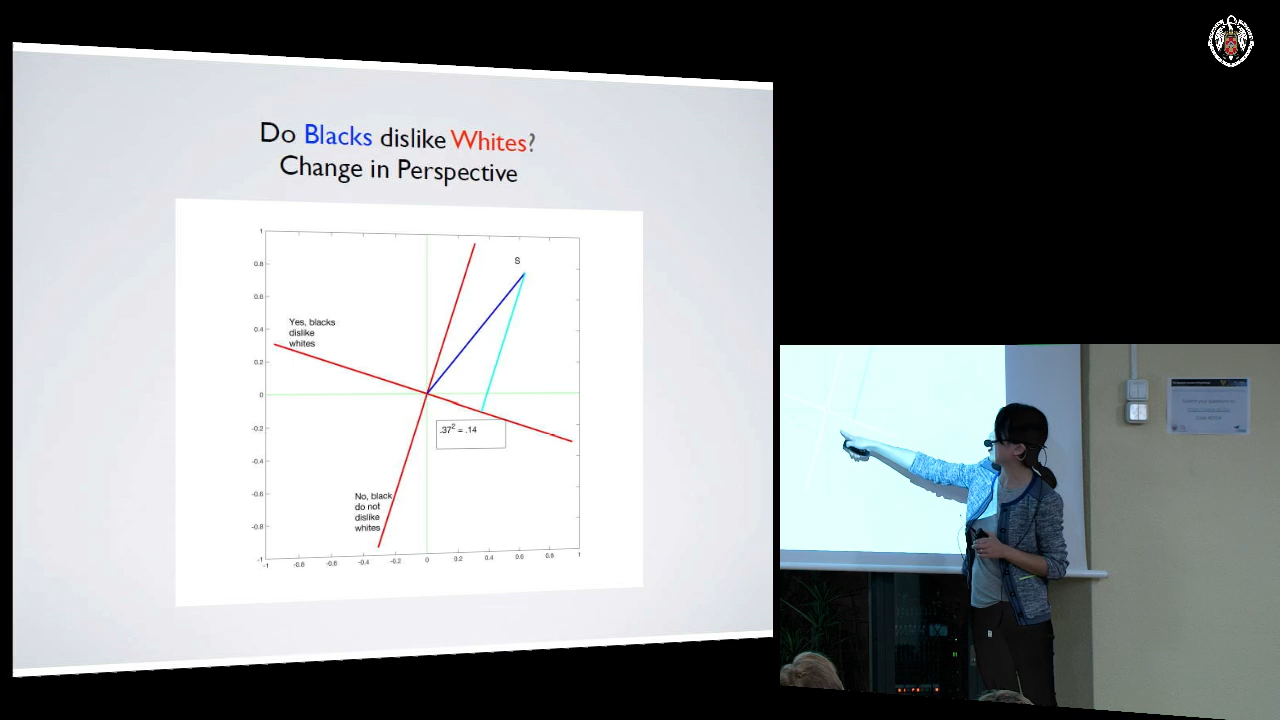 Do Blacks dislike Whites?
Change in Perspective
1
0.8
0.6
0.4
0.2
0
-0.2
-0.4
-0.6
-0.8
-1
-1
-0.8
-0.6
-0.4
-0.2
0
0.2
0.4
0.6
0.8
1
S
Yes, blacks
dislike
whites
.37² = .14
No, black
do not
dislike
whites